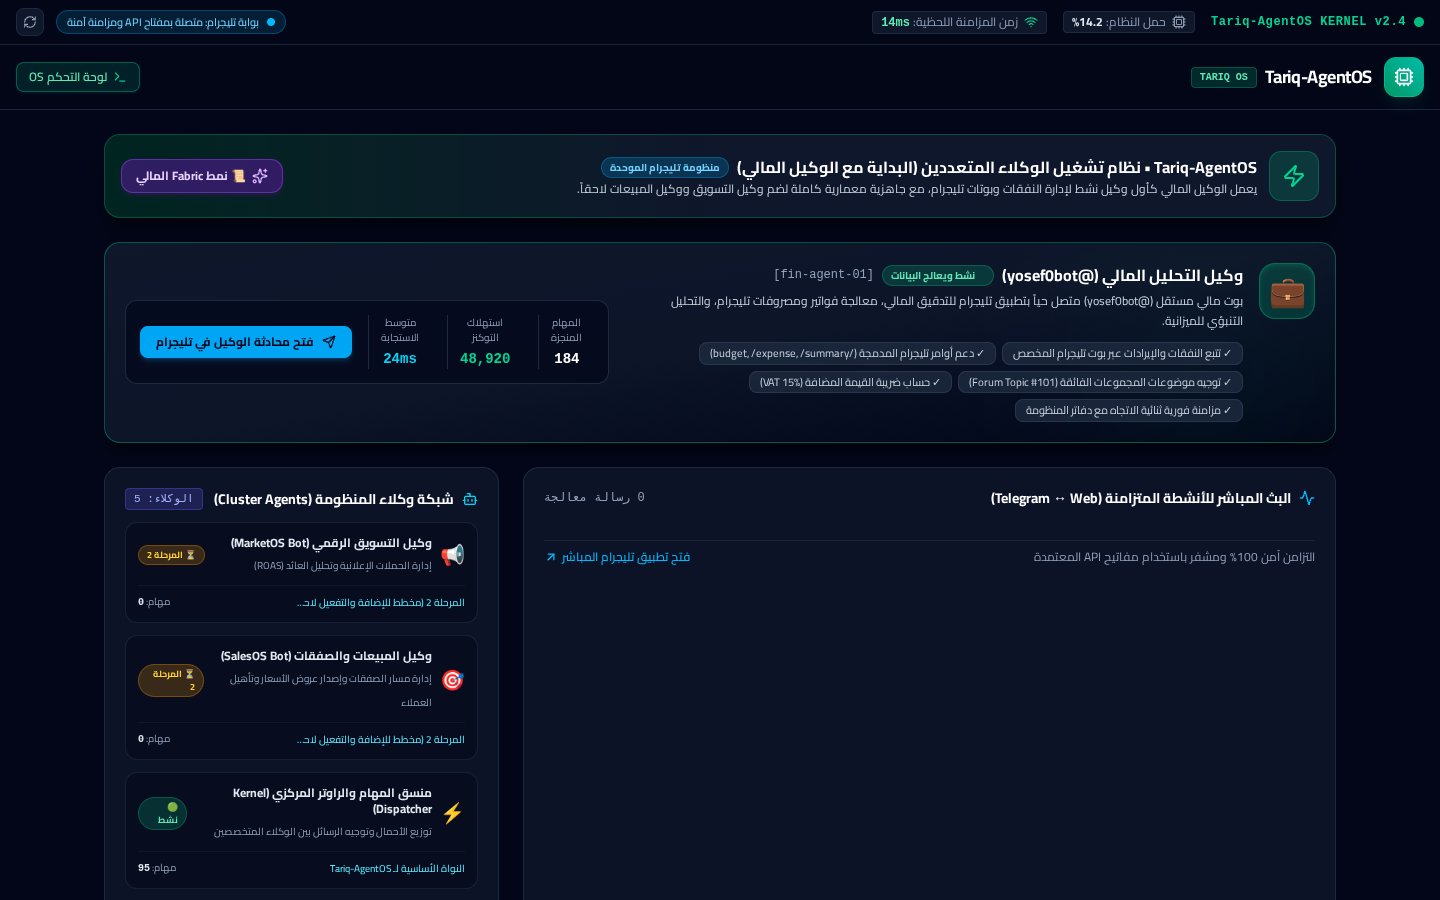 Tariq-AgentOS KERNEL v2.4
حمل النظام: 14.2%
زمن المزامنة اللحظية: 14ms
بوابة تليجرام: متصلة بمفتاح API ومزامنة آمنة
Tariq-AgentOS
TARIQ OS
لوحة التحكم OS
Tariq-AgentOS • نظام تشغيل الوكلاء المتعددين (البداية مع الوكيل المالي)
منظومة تليجرام الموحدة
يعمل الوكيل المالي كأول وكيل نشط لإدارة النفقات وبوتات تليجرام، مع جاهزية معمارية كاملة لضم وكيل التسويق ووكيل المبيعات لاحقاً.
📜 نمط Fabric المالي
وكيل التحليل المالي (@yosef0bot)
نشط ويعالج البيانات
[fin-agent-01]
بوت مالي مستقل (@yosef0bot) متصل حياً بتطبيق تليجرام للتدقيق المالي، معالجة فواتير ومصروفات تليجرام، والتحليل
التنبؤي للميزانية.
✓ تتبع النفقات والإيرادات عبر بوت تليجرام المخصص
✓ دعم أوامر تليجرام المدمجة (/budget, /expense, /summary)
✓ توجيه موضوعات المجموعات الفائقة (Forum Topic #101)
✓ حساب ضريبة القيمة المضافة (VAT 15%)
✓ مزامنة فورية ثنائية الاتجاه مع دفاتر المنظومة
المهام
المنجزة
184
استهلاك
التوكنز
48,920
متوسط
الاستجابة
24ms
فتح محادثة الوكيل في تليجرام
البث المباشر للأنشطة المتزامنة (Telegram ↔ Web)
0 رسالة معالجة
التزامن آمن 100% ومشفر باستخدام مفاتيح API المعتمدة
فتح تطبيق تليجرام المباشر
شبكة وكلاء المنظومة (Cluster Agents)
الوكلاء: 5
وكيل التسويق الرقمي (MarketOS Bot)
إدارة الحملات الإعلانية وتحليل العائد (ROAS)
⏳ المرحلة 2
المرحلة 2 (مخطط للإضافة والتفعيل لاحـ...
مهام: 0
وكيل المبيعات والصفقات (SalesOS Bot)
إدارة مسار الصفقات وإصدار عروض الأسعار وتأهيل
العملاء
⏳ المرحلة
2
المرحلة 2 (مخطط للإضافة والتفعيل لاحـ...
مهام: 0
منسق المهام والراوتر المركزي (Kernel
Dispatcher)
توزيع الأحمال وتوجيه الرسائل بين الوكلاء المتخصصين
🟢
نشط
النواة الأساسية لـ Tariq-AgentOS
مهام: 95